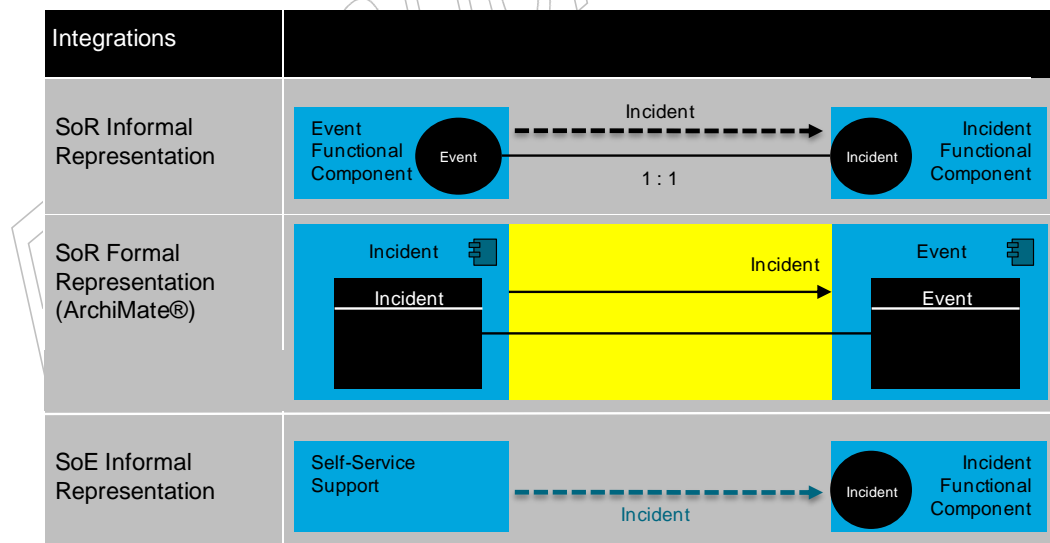 Integrations
SoR Informal
Representation
Event
Functional
Component
Event
Incident
1 : 1
Incident
Incident
Functional
Component
SoR Formal
Representation
(ArchiMate®)
Incident
Incident
Incident
Event
Event
SoE Informal
Representation
Self-Service
Support
Incident
Incident
Incident
Functional
Component